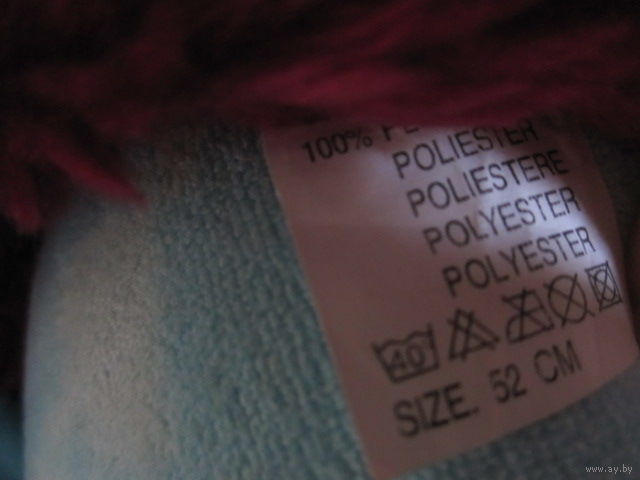 100%
POLIESTER
POLIESTERE
POLYESTER
POLYESTER
40
SIZE. 52 CM
www.ay.by